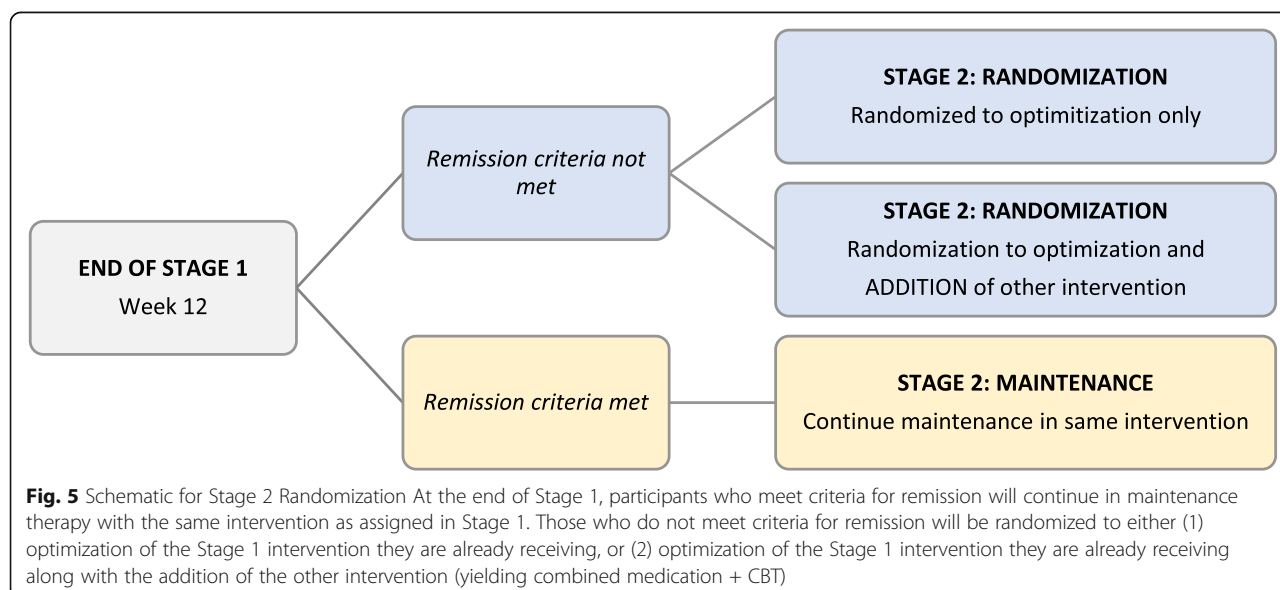 END OF STAGE 1
Week 12
Remission criteria not
met
Remission criteria met
STAGE 2: RANDOMIZATION
Randomized to optimitization only
STAGE 2: RANDOMIZATION
Randomization to optimization and
ADDITION of other intervention
STAGE 2: MAINTENANCE
Continue maintenance in same intervention
Fig. 5 Schematic for Stage 2 Randomization At the end of Stage 1, participants who meet criteria for remission will continue in maintenance
therapy with the same intervention as assigned in Stage 1. Those who do not meet criteria for remission will be randomized to either (1)
optimization of the Stage 1 intervention they are already receiving, or (2) optimization of the Stage 1 intervention they are already receiving
along with the addition of the other intervention (yielding combined medication + CBT)